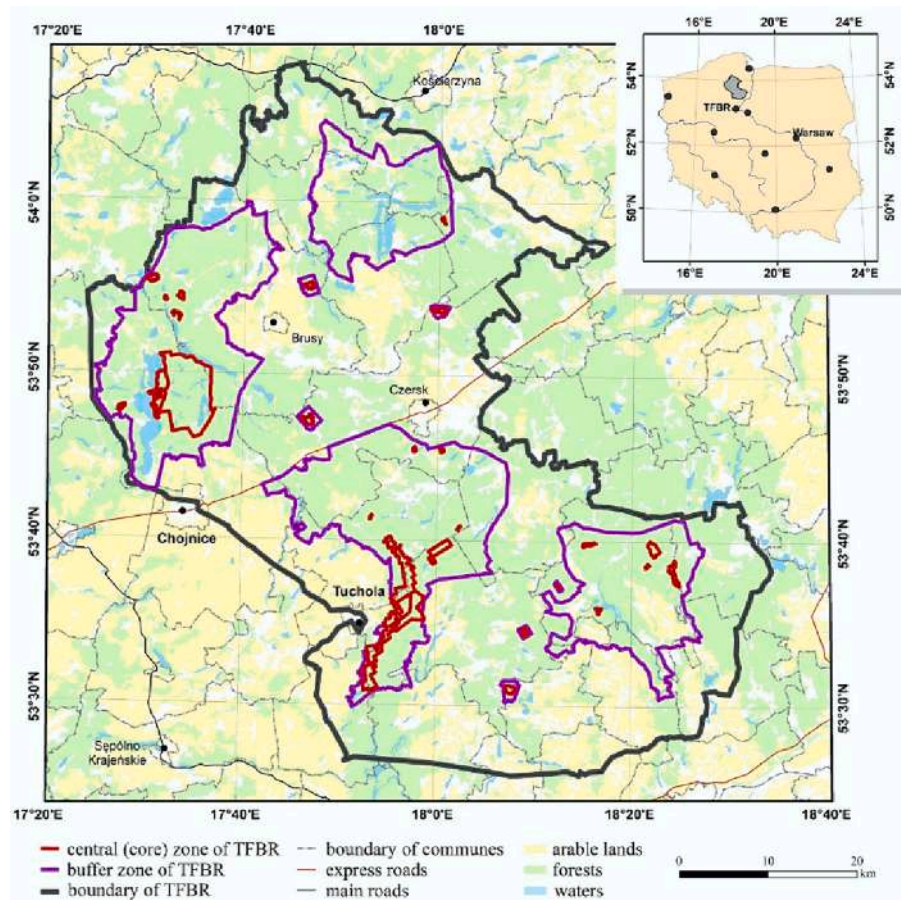 17°20'E 17°40'E 18°0'E
16°E 20°E 24°E
54°N 54°N
TFBR
Warsaw
52°N 52°N
50°N 50°N
16°E 20°E 24°E
Kościerzyna
54°0'N
Brusy
53°50'N 53°50'N
Czersk
53°40'N 53°40'N
Chojnice
Tuchola
53°30'N 53°30'N
Sępólno
Krajeńskie
17°20'E 17°40'E 18°0'E 18°20'E 18°40'E
central (core) zone of TFBR boundary of communes arable lands
buffer zone of TFBR express roads forests
boundary of TFBR main roads waters
0 10 20
km